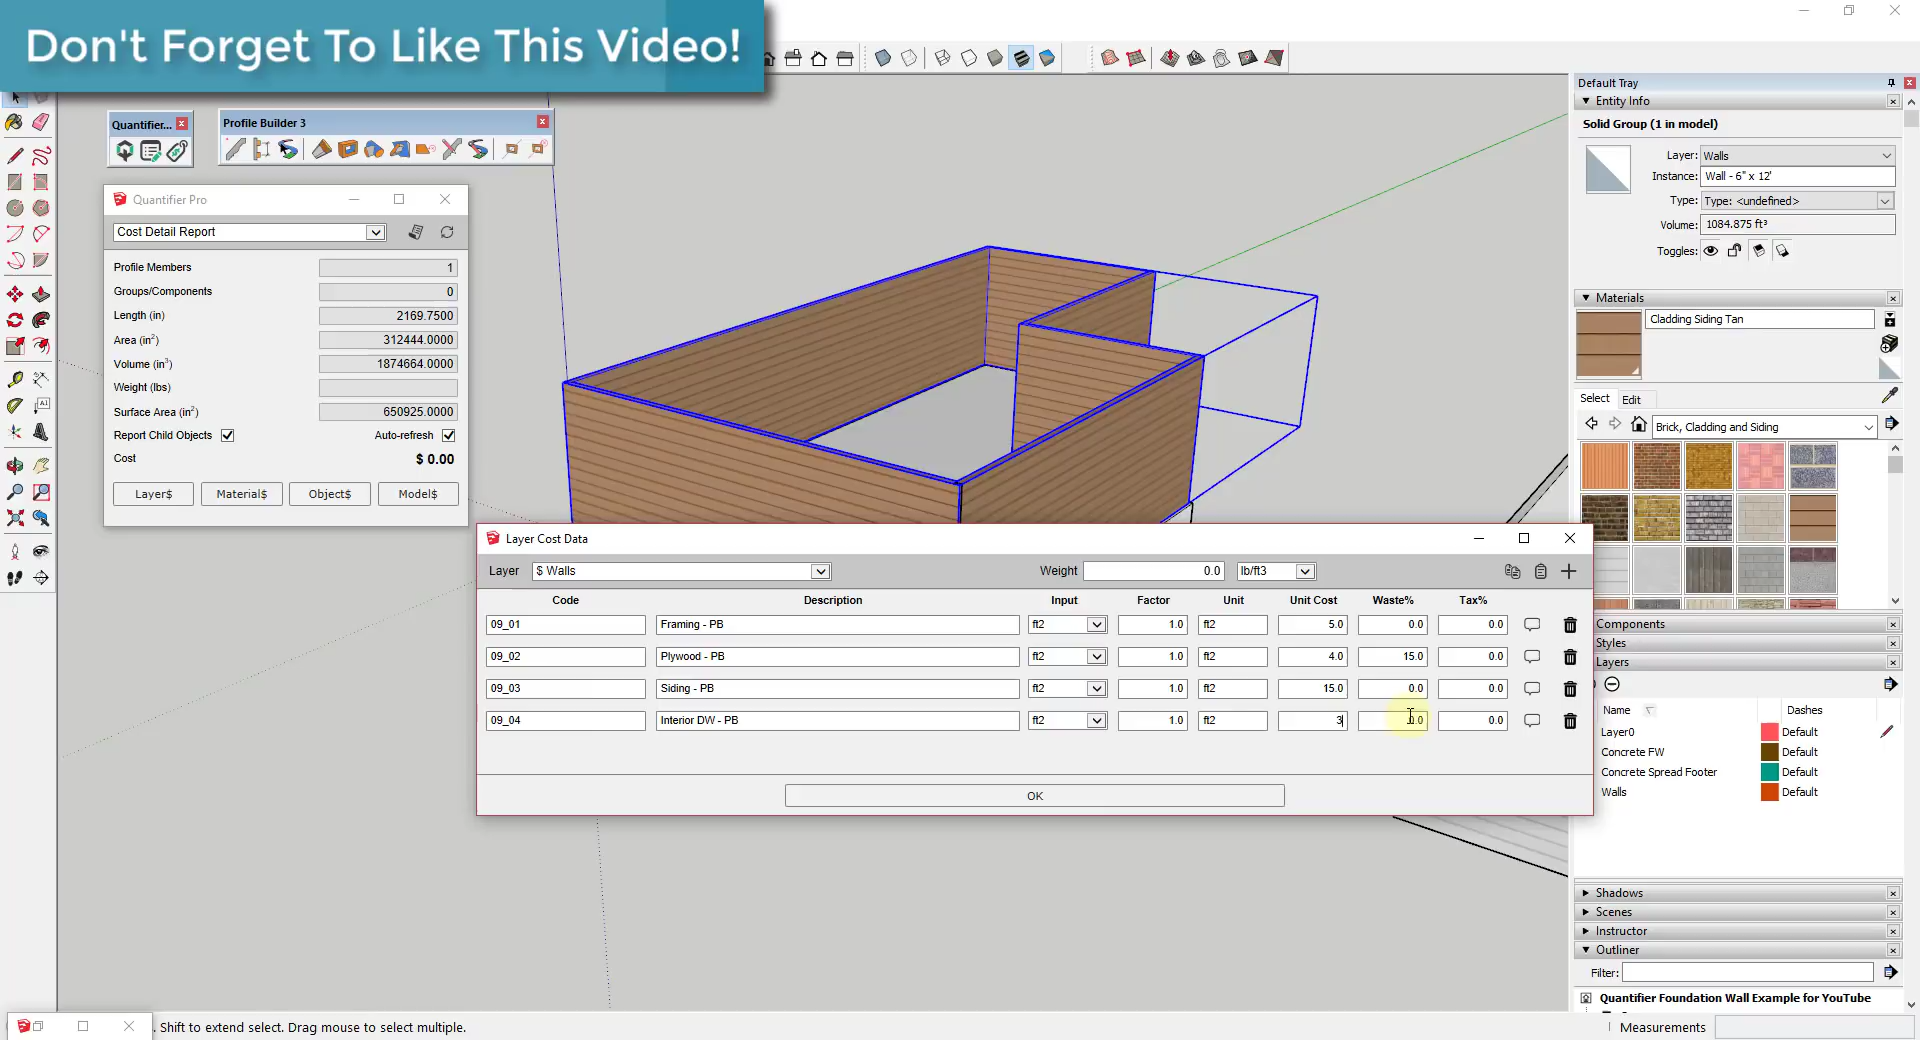 Don't Forget To Like This Video!
Quantifier...
Profile Builder 3
Quantifier Pro
Cost Detail Report
Profile Members 1
Groups/Components 0
Length (in) 2169.7500
Area (in²) 312444.0000
Volume (in³) 1874664.0000
Weight (lbs)
Surface Area (in²) 650925.0000
Report Child Objects Auto-refresh
Cost $ 0.00
Layer$ Material$ Object$ Model$
Layer Cost Data
Layer $ Walls Weight 0.0 lb/ft3
Code Description Input Factor Unit Unit Cost Waste% Tax%
09_01 Framing - PB ft2 1.0 ft2 5.0 0.0 0.0
09_02 Plywood - PB ft2 1.0 ft2 4.0 15.0 0.0
09_03 Siding - PB ft2 1.0 ft2 15.0 0.0 0.0
09_04 Interior DW - PB ft2 1.0 ft2 3 0.0 0.0
OK
Default Tray
Entity Info
Solid Group (1 in model)
Layer: Walls
Instance: Wall - 6" x 12'
Type: Type: <undefined>
Volume: 1084.875 ft³
Toggles:
Materials
Cladding Siding Tan
Select Edit
Brick, Cladding and Siding
Components
Styles
Layers
Name Dashes
Layer0 Default
Concrete FW Default
Concrete Spread Footer Default
Walls Default
Shadows
Scenes
Instructor
Outliner
Filter:
Quantifier Foundation Wall Example for YouTube
. Shift to extend select. Drag mouse to select multiple.
Measurements